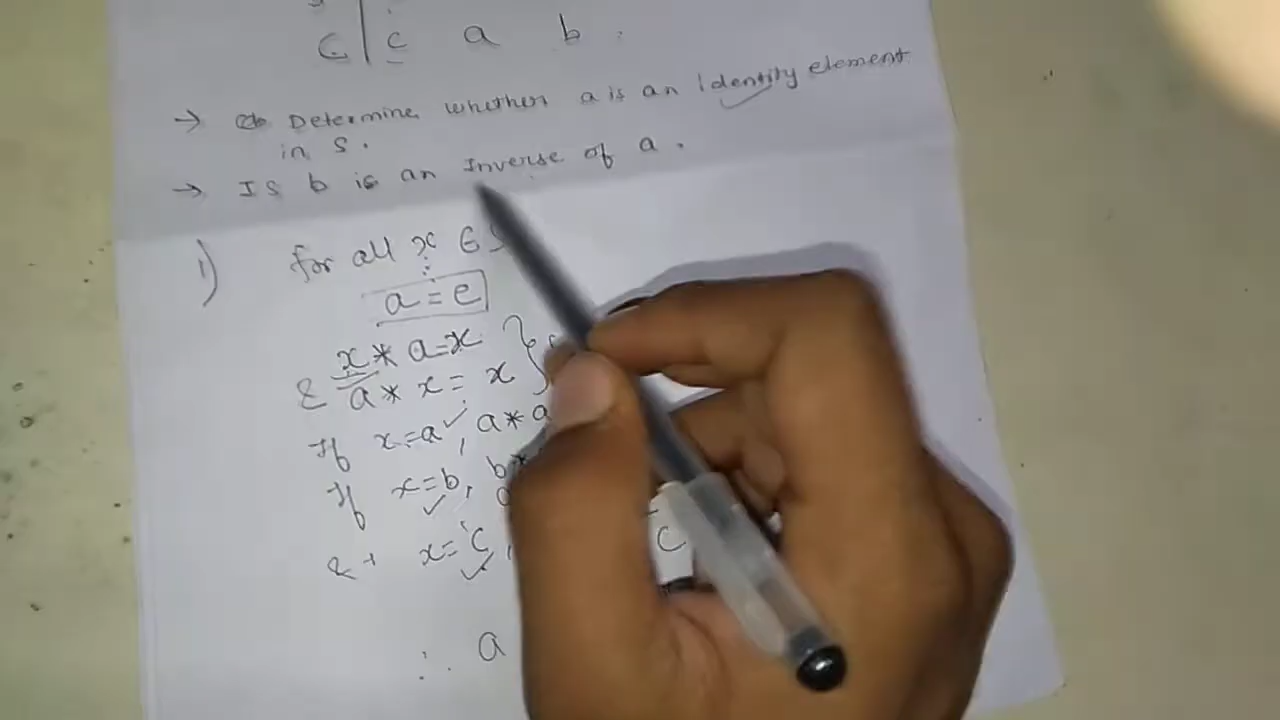 C | c a b .
→ Determine whether a is an Identity element
in S.
→ Is b is an Inverse of a.
1) for all x ∈ S
a = e
x * a = x
& a * x = x }
If x=a, a * a
If x=b, b*
& + x=c, c
∴ a